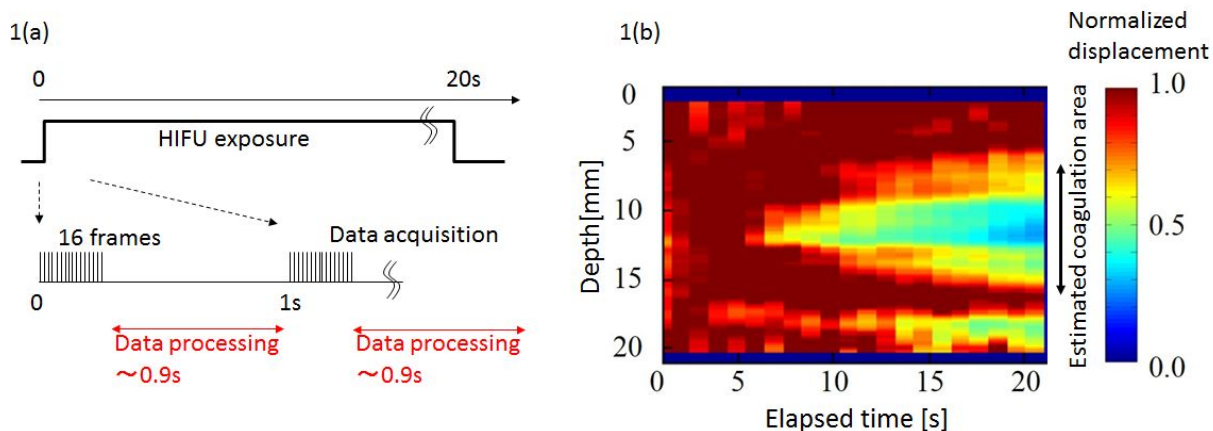 1(a)
0
20s
HIFU exposure
16 frames
Data acquisition
0
1s
Data processing
～0.9s
Data processing
～0.9s
1(b)
Normalized
displacement
0
5
10
15
20
Depth[mm]
0
5
10
15
20
Elapsed time [s]
Estimated coagulation area
1.0
0.5
0.0